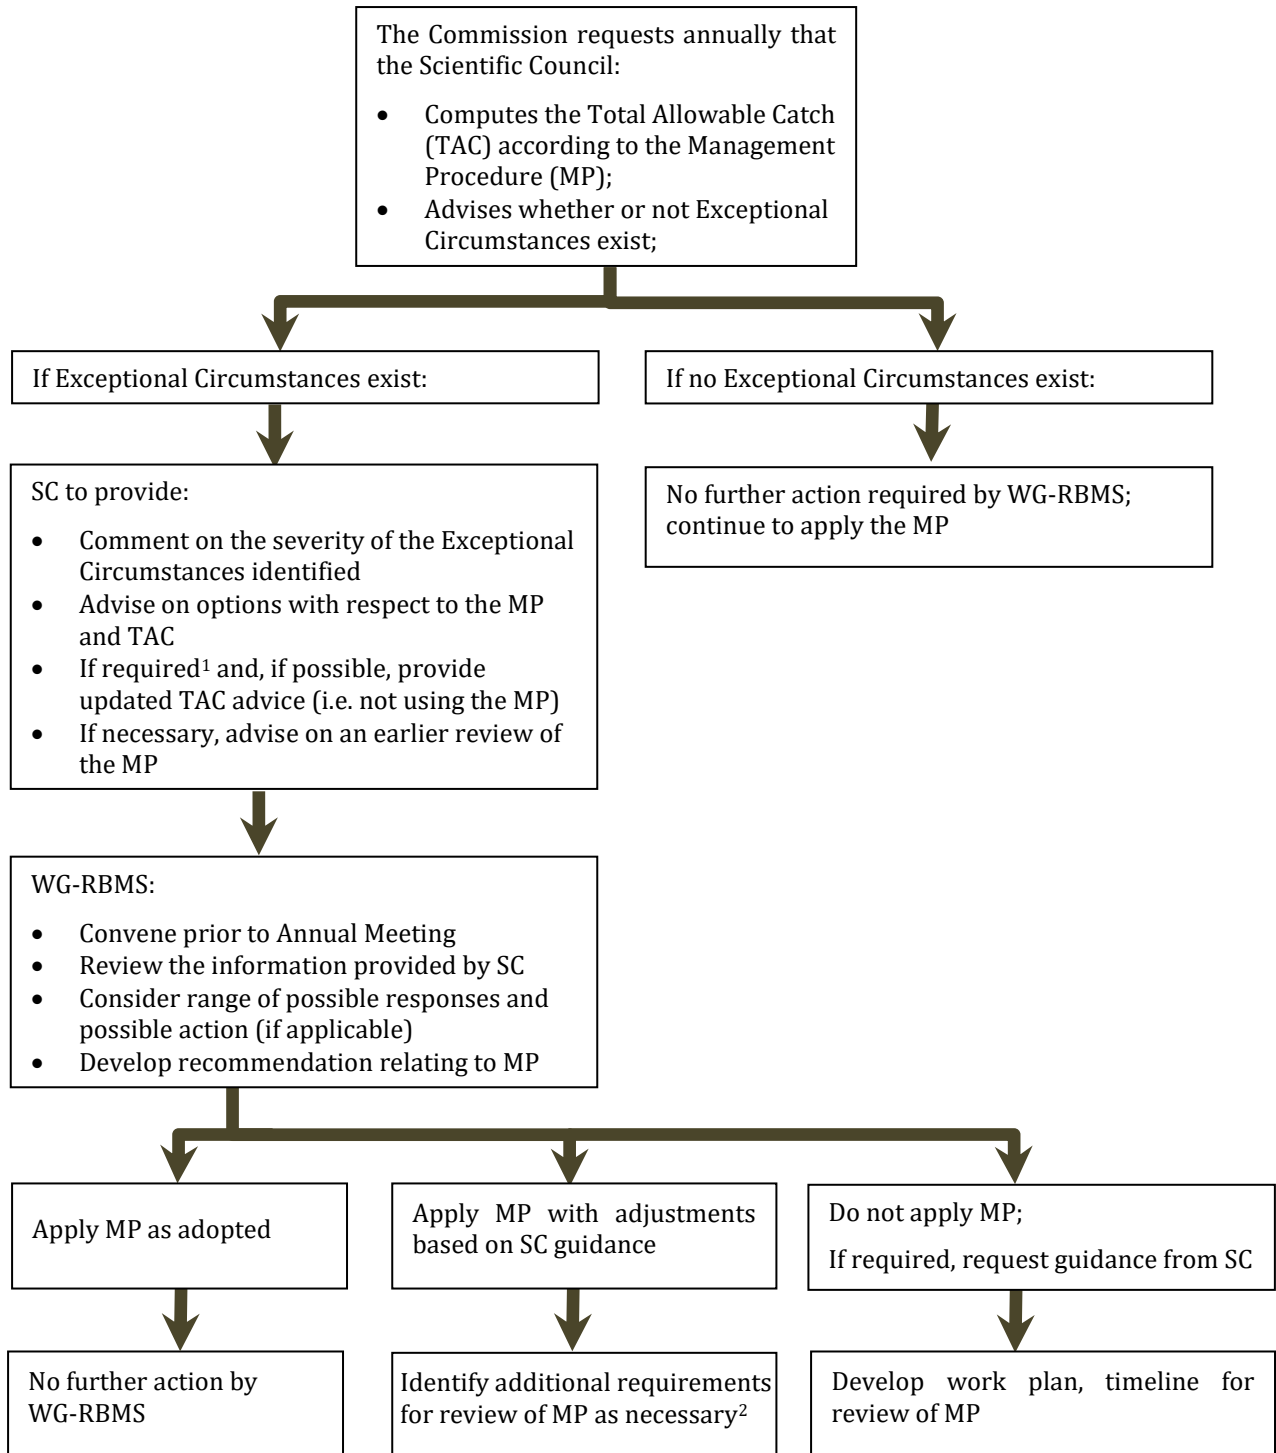 The Commission requests annually that
the Scientific Council:
• Computes the Total Allowable Catch
(TAC) according to the Management
Procedure (MP);
• Advises whether or not Exceptional
Circumstances exist;
If Exceptional Circumstances exist:
If no Exceptional Circumstances exist:
SC to provide:
• Comment on the severity of the Exceptional
Circumstances identified
• Advise on options with respect to the MP
and TAC
• If required¹ and, if possible, provide
updated TAC advice (i.e. not using the MP)
• If necessary, advise on an earlier review of
the MP
No further action required by WG-RBMS;
continue to apply the MP
WG-RBMS:
• Convene prior to Annual Meeting
• Review the information provided by SC
• Consider range of possible responses and
possible action (if applicable)
• Develop recommendation relating to MP
Apply MP as adopted
Apply MP with adjustments
based on SC guidance
Do not apply MP;
If required, request guidance from SC
No further action by
WG-RBMS
Identify additional requirements
for review of MP as necessary²
Develop work plan, timeline for
review of MP